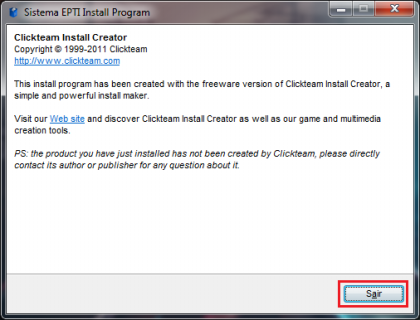 Sistema EPTI Install Program
Clickteam Install Creator
Copyright © 1999-2011 Clickteam
http://www.clickteam.com
This install program has been created with the freeware version of Clickteam Install Creator, a
simple and powerful install maker.
Visit our Web site and discover Clickteam Install Creator as well as our game and multimedia
creation tools.
PS: the product you have just installed has not been created by Clickteam, please directly
contact its author or publisher for any question about it.
Sair